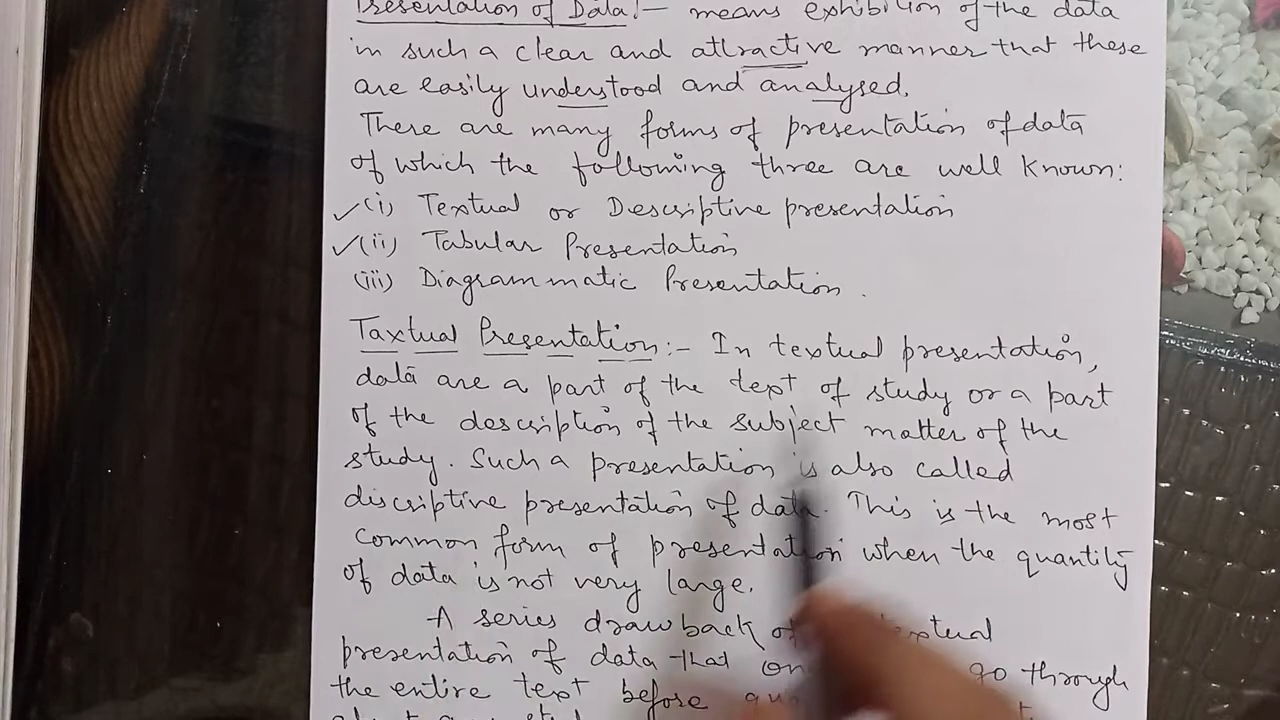 Presentation of Data:- means exhibition of the data
in such a clear and attractive manner that these
are easily understood and analysed.
There are many forms of presentation of data
of which the following three are well known:
✓(i) Textual or Descriptive presentation
✓(ii) Tabular Presentation
(iii) Diagrammatic Presentation.
Taxtual Presentation:- In textual presentation,
data are a part of the text of study or a part
of the description of the subject matter of the
study. Such a presentation is also called
discriptive presentation of data. This is the most
common form of presentation when the quantity
of data is not very large.
A series drawback of textual
presentation of data that go through
the entire text before